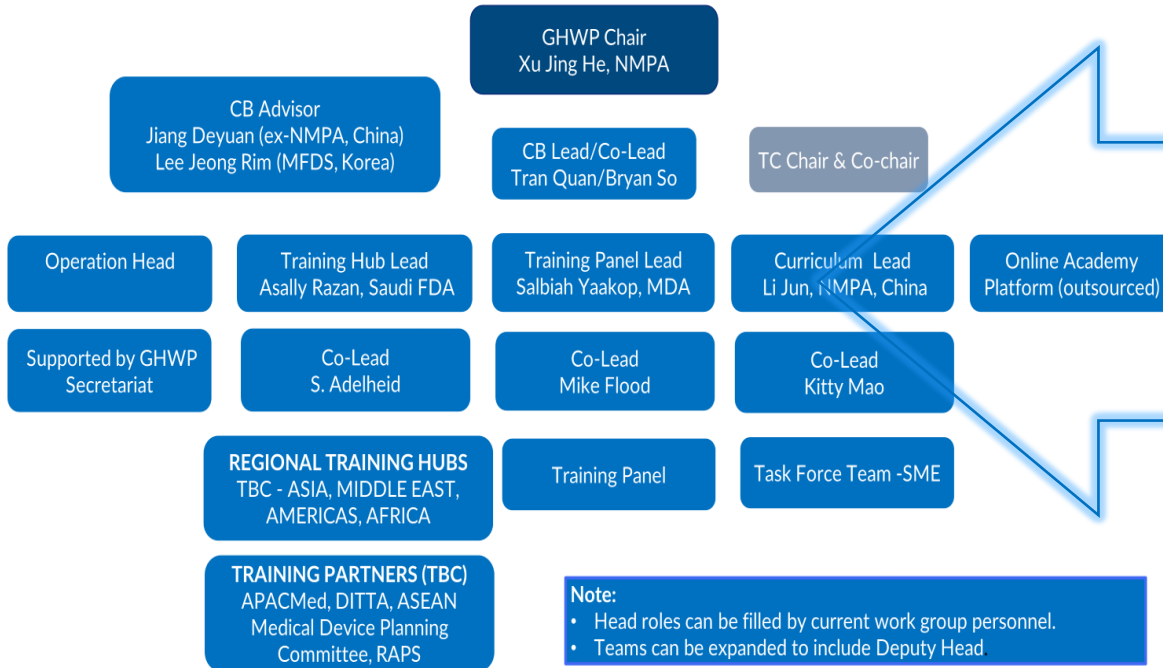 GHWP Chair
Xu Jing He, NMPA
CB Advisor
Jiang Deyuan (ex-NMPA, China)
Lee Jeong Rim (MFDS, Korea)
CB Lead/Co-Lead
Tran Quan/Bryan So
TC Chair & Co-chair
Operation Head
Training Hub Lead
Asally Razan, Saudi FDA
Training Panel Lead
Salbiah Yaakop, MDA
Curriculum Lead
Li Jun, NMPA, China
Online Academy
Platform (outsourced)
Supported by GHWP
Secretariat
Co-Lead
S. Adelheid
Co-Lead
Mike Flood
Co-Lead
Kitty Mao
REGIONAL TRAINING HUBS
TBC - ASIA, MIDDLE EAST,
AMERICAS, AFRICA
Training Panel
Task Force Team -SME
TRAINING PARTNERS (TBC)
APACMed, DITTA, ASEAN
Medical Device Planning
Committee, RAPS
Note:
• Head roles can be filled by current work group personnel.
• Teams can be expanded to include Deputy Head.